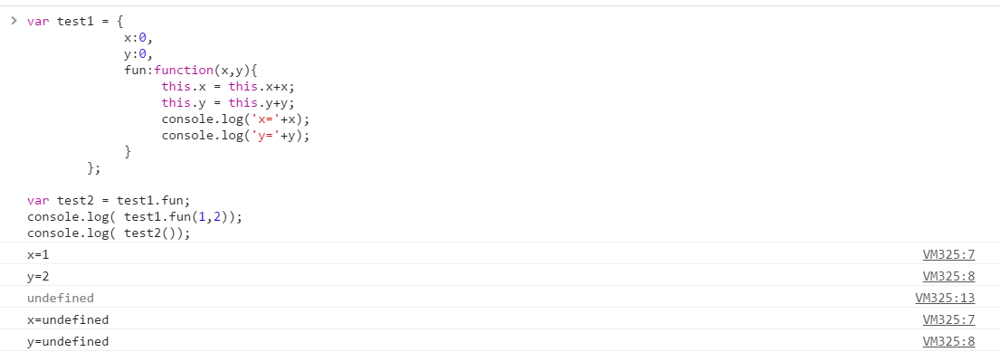 > var test1 = {
             x:0,
             y:0,
             fun:function(x,y){
                  this.x = this.x+x;
                  this.y = this.y+y;
                  console.log('x='+x);
                  console.log('y='+y);
             }
        };

var test2 = test1.fun;
console.log( test1.fun(1,2));
console.log( test2());
x=1 VM325:7
y=2 VM325:8
undefined VM325:13
x=undefined VM325:7
y=undefined VM325:8